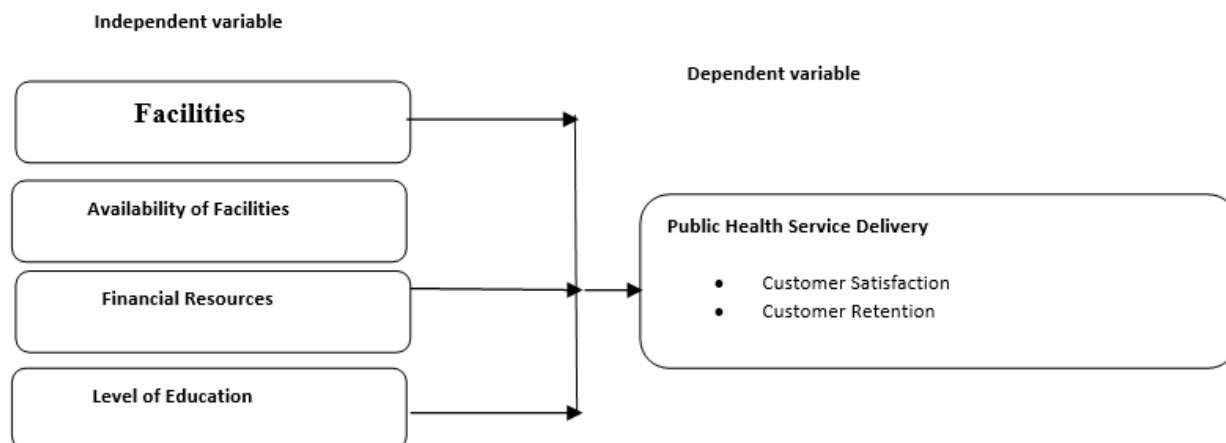 Independent variable
Dependent variable
Facilities
Availability of Facilities
Financial Resources
Level of Education
Public Health Service Delivery
• Customer Satisfaction
• Customer Retention